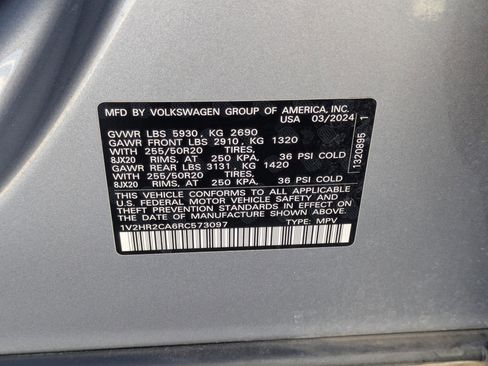 MFD. BY VOLKSWAGEN GROUP OF AMERICA, INC.
USA 03/2024
GVWR LBS 5930, KG 2690
GAWR FRONT LBS 2910, KG 1320
WITH 255/50R20 TIRES,
8JX20 RIMS, AT 250 KPA, 36 PSI COLD
GAWR REAR LBS 3131, KG 1420
WITH 255/50R20 TIRES,
8JX20 RIMS, AT 250 KPA, 36 PSI COLD
THIS VEHICLE CONFORMS TO ALL APPLICABLE
U.S. FEDERAL MOTOR VEHICLE SAFETY AND
THEFT PREVENTION STANDARDS IN EFFECT ON THE
DATE OF MANUFACTURE SHOWN ABOVE.
1V2HR2CA6RC573097 TYPE: MPV
1320895 1